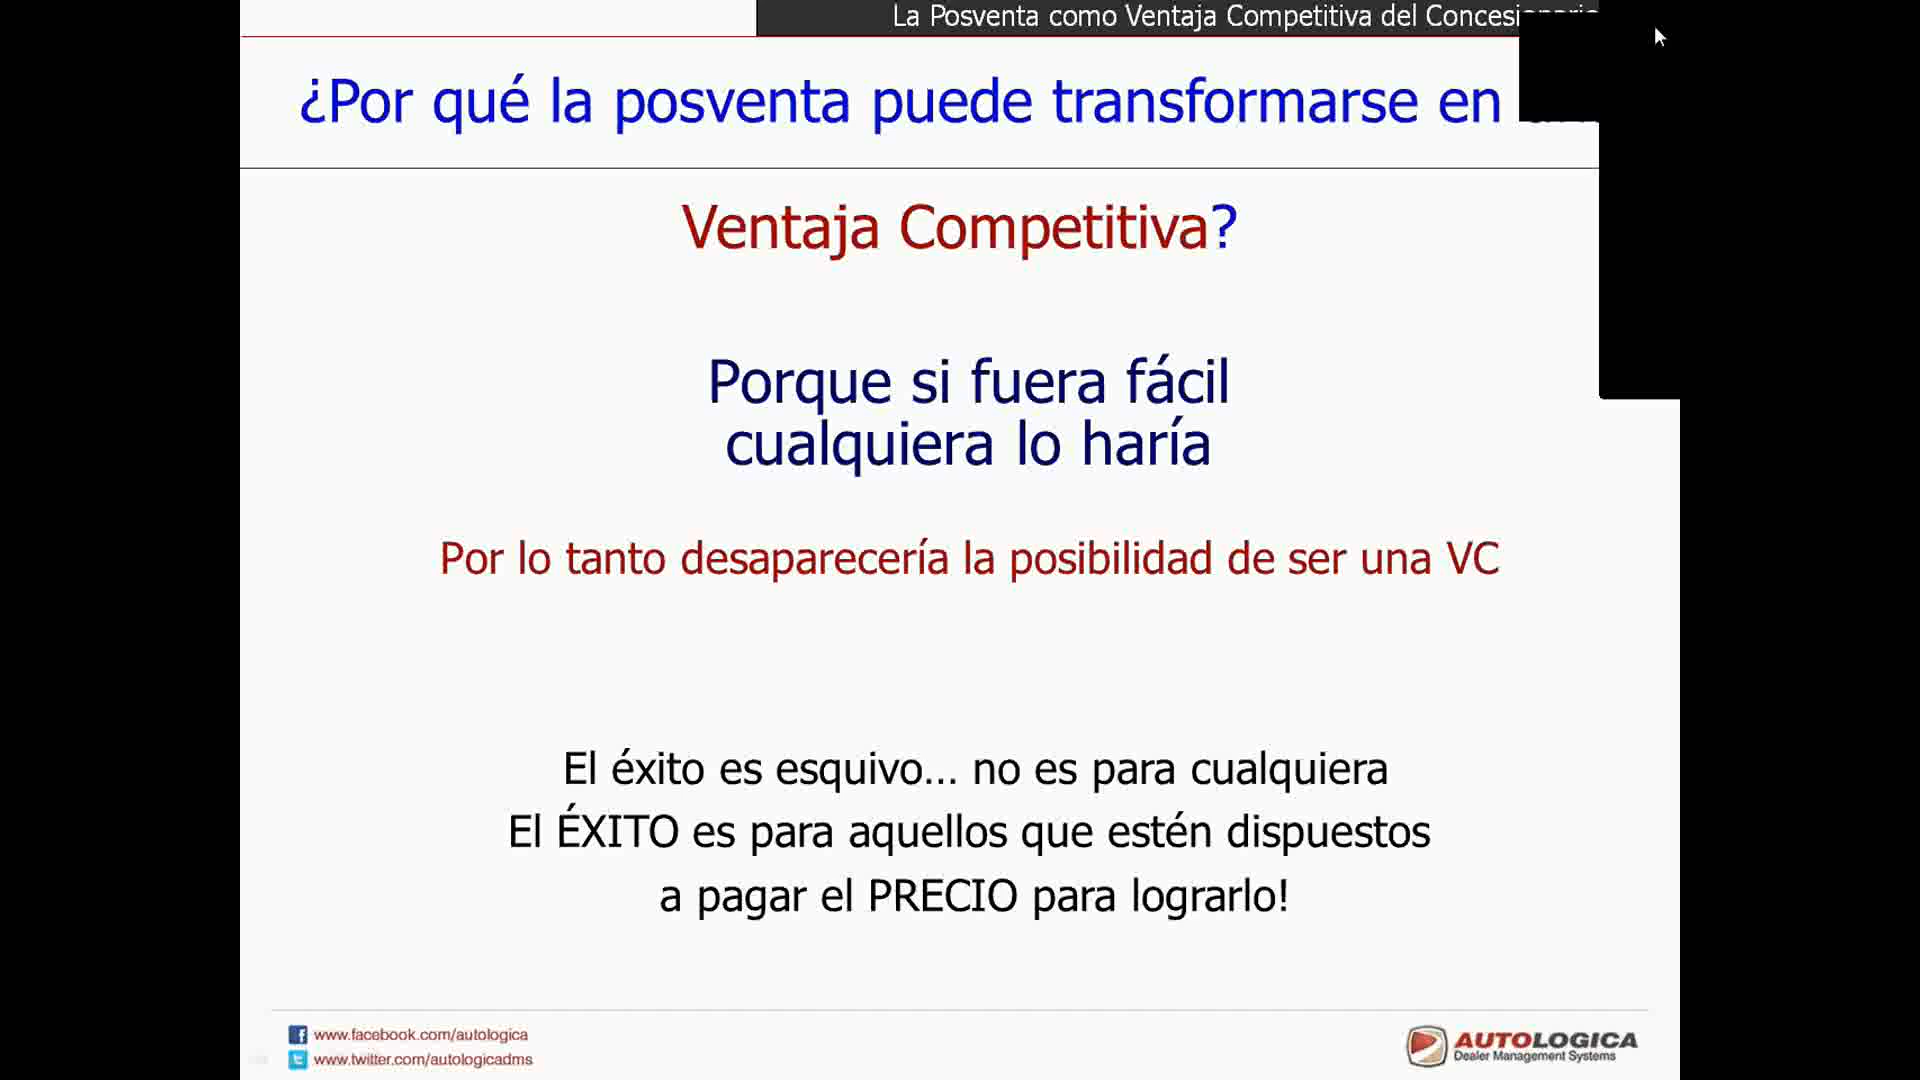 La Posventa como Ventaja Competitiva del
¿Por qué la posventa puede transformarse en
Ventaja Competitiva?
Porque si fuera fácil
cualquiera lo haría
Por lo tanto desaparecería la posibilidad de ser una VC
El éxito es esquivo... no es para cualquiera
El ÉXITO es para aquellos que estén dispuestos
a pagar el PRECIO para lograrlo!
www.facebook.com/autologica
www.twitter.com/autologicadms
AUTOLOGICA
Dealer Management Systems